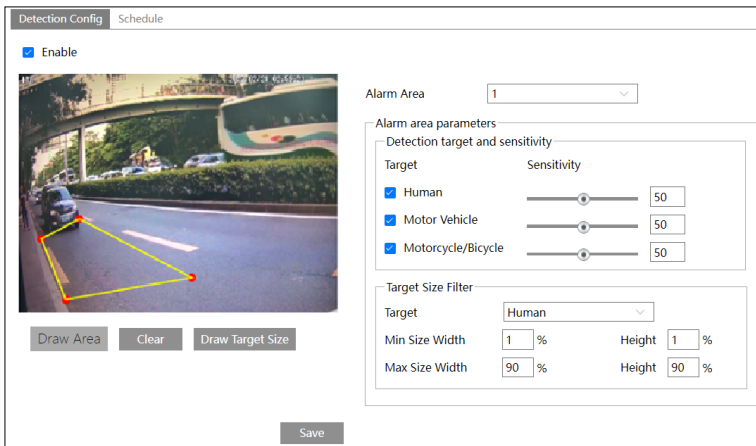 Detection Config Schedule
Enable
Alarm Area 1
Alarm area parameters
Detection target and sensitivity
Target Sensitivity
Human 50
Motor Vehicle 50
Motorcycle/Bicycle 50
Target Size Filter
Target Human
Min Size Width 1 % Height 1 %
Max Size Width 90 % Height 90 %
Draw Area Clear Draw Target Size
Save